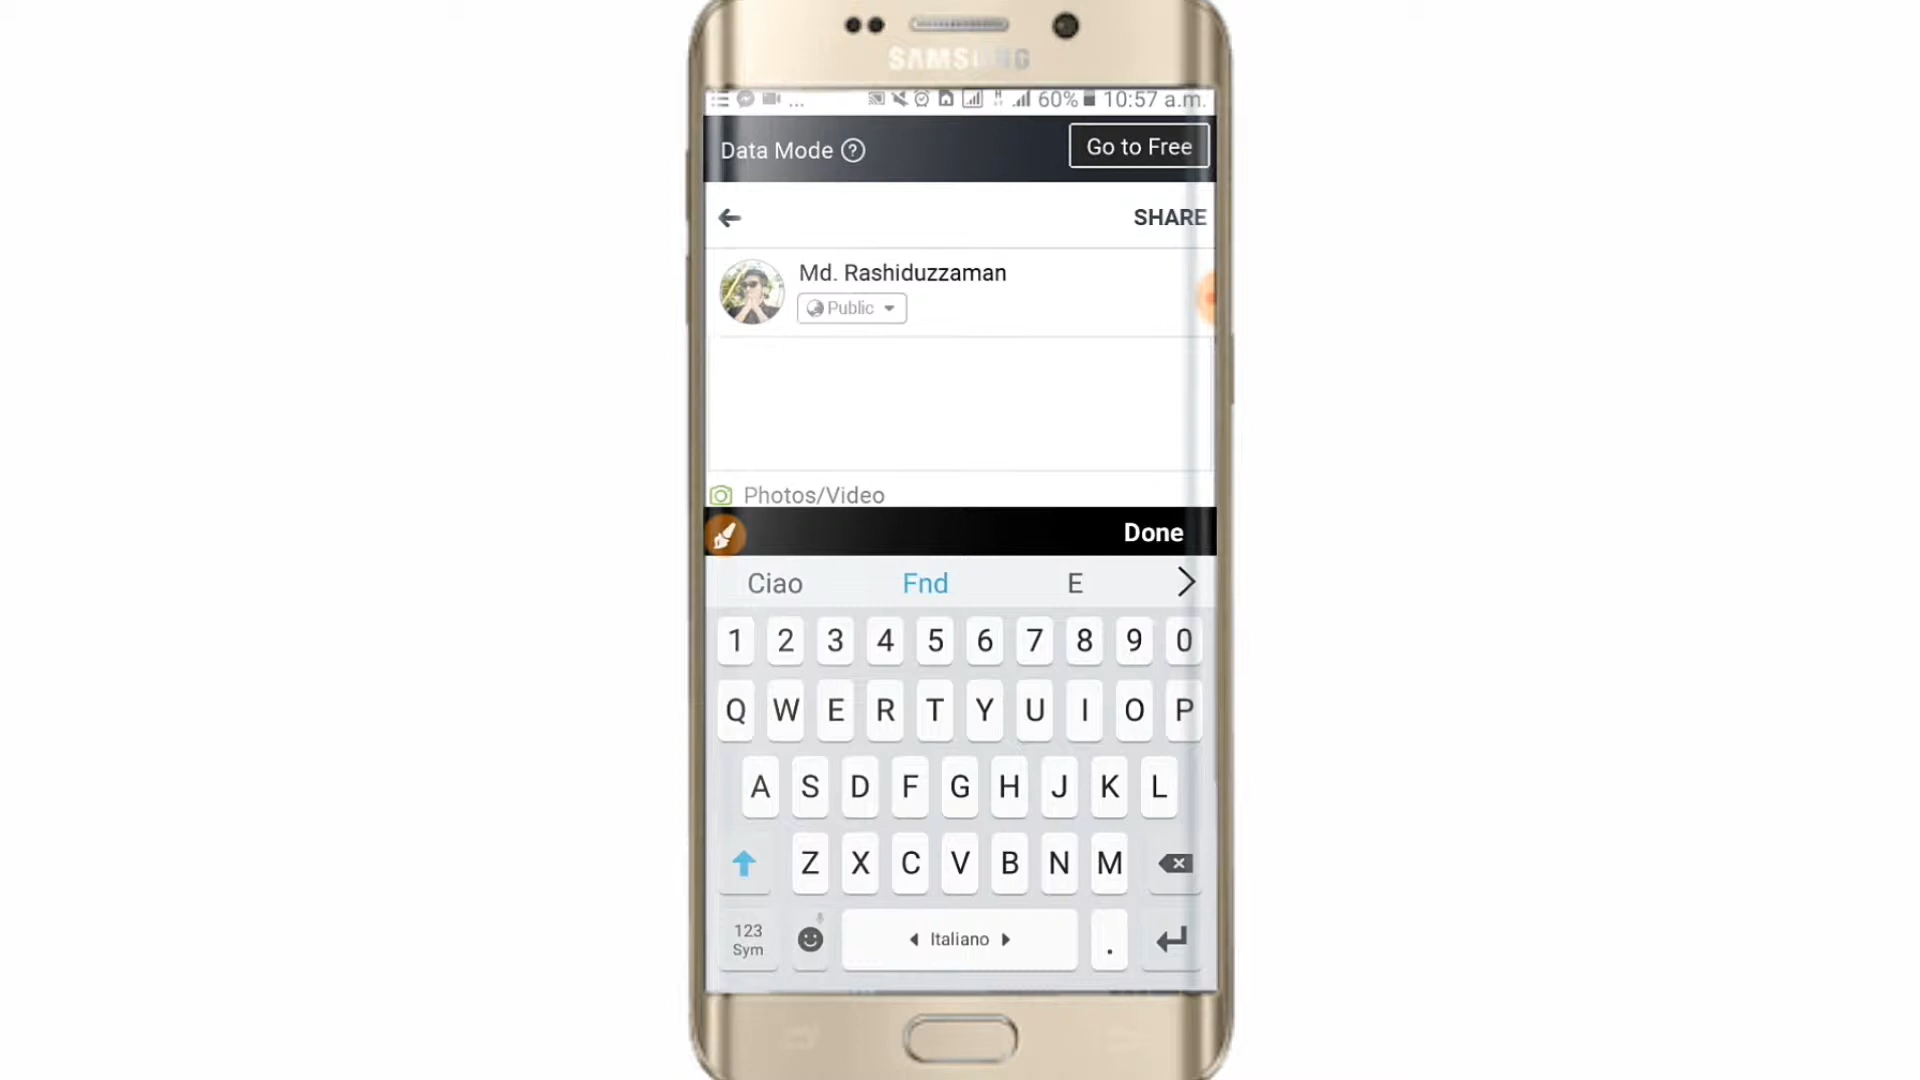 SAMSUNG
... 60% 10:57 a.m.
Data Mode ? Go to Free
SHARE
Md. Rashiduzzaman
Public
Photos/Video
Done
Ciao Fnd E
1 2 3 4 5 6 7 8 9 0
Q W E R T Y U I O P
A S D F G H J K L
Z X C V B N M
123
Sym
Italiano .